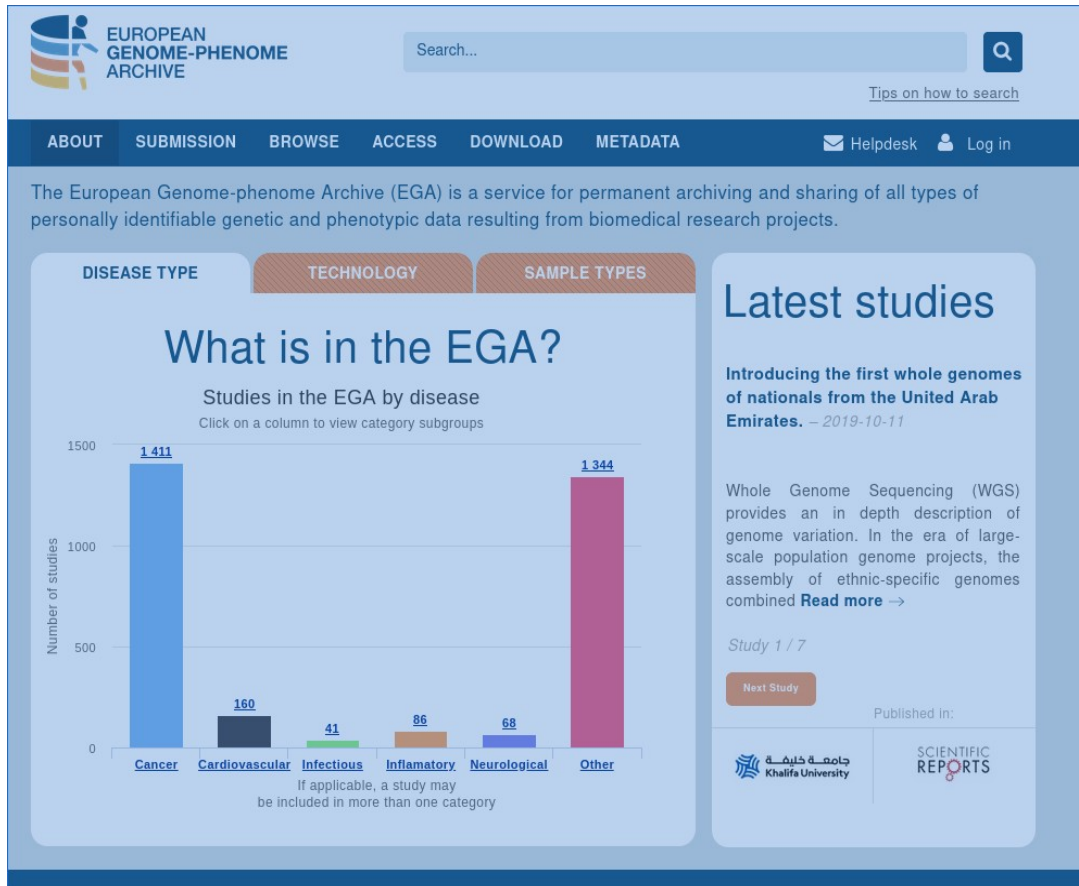 EUROPEAN
GENOME-PHENOME
ARCHIVE
Search...
Tips on how to search
ABOUT SUBMISSION BROWSE ACCESS DOWNLOAD METADATA Helpdesk Log in
The European Genome-phenome Archive (EGA) is a service for permanent archiving and sharing of all types of
personally identifiable genetic and phenotypic data resulting from biomedical research projects.
DISEASE TYPE TECHNOLOGY SAMPLE TYPES
What is in the EGA?
Studies in the EGA by disease
Click on a column to view category subgroups
Number of studies
1500
1000
500
0
1 411
160
41
86
68
1 344
Cancer Cardiovascular Infectious Inflamatory Neurological Other
If applicable, a study may
be included in more than one category
Latest studies
Introducing the first whole genomes
of nationals from the United Arab
Emirates. – 2019-10-11
Whole Genome Sequencing (WGS)
provides an in depth description of
genome variation. In the era of large-
scale population genome projects, the
assembly of ethnic-specific genomes
combined Read more →
Study 1 / 7
Next Study
Published in:
جامعة خليفة
Khalifa University
SCIENTIFIC
REPORTS